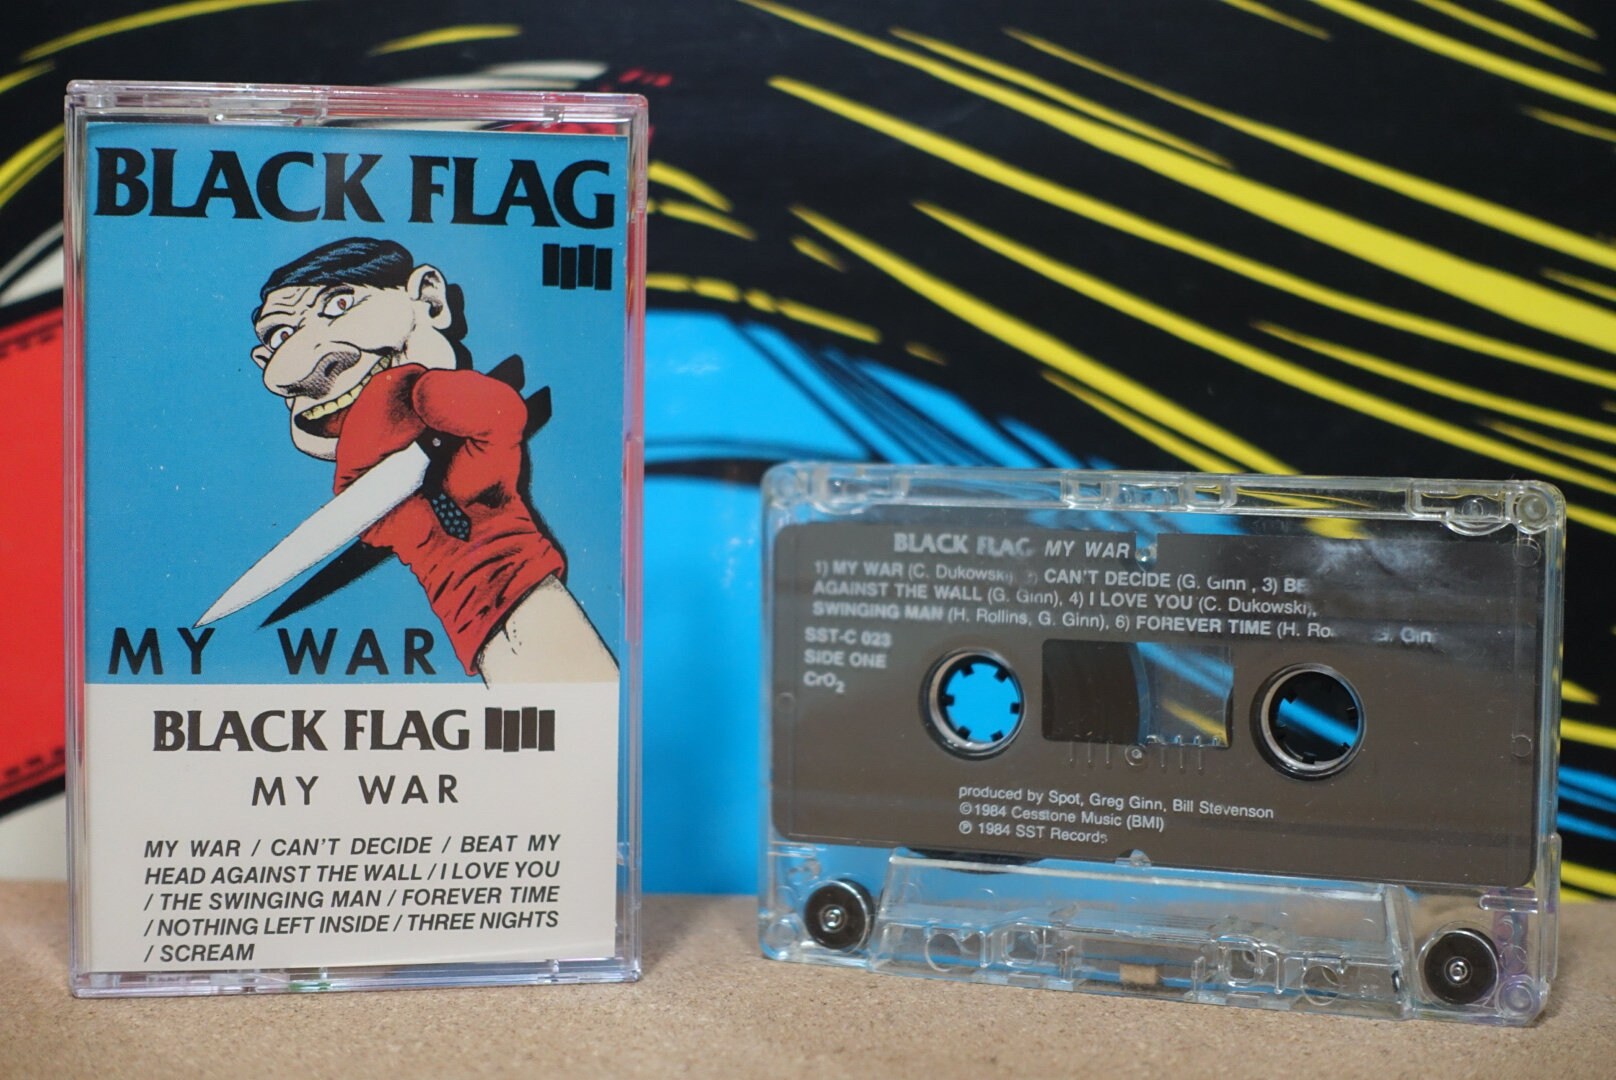 BLACK FLAG
MY WAR
BLACK FLAG
MY WAR
MY WAR / CAN'T DECIDE / BEAT MY
HEAD AGAINST THE WALL / I LOVE YOU
/ THE SWINGING MAN / FOREVER TIME
/ NOTHING LEFT INSIDE / THREE NIGHTS
/ SCREAM
BLACK FLAG MY WAR
1) MY WAR (C. Dukowski) CAN'T DECIDE (G. Ginn , 3)
AGAINST THE WALL (G. Ginn), 4) I LOVE YOU (C. Dukowski),
SWINGING MAN (H. Rollins, G. Ginn), 6) FOREVER TIME (H.
SST-C 023
SIDE ONE
CrO2
produced by Spot, Greg Ginn, Bill Stevenson
©1984 Cesstone Music (BMI)
℗ 1984 SST Records